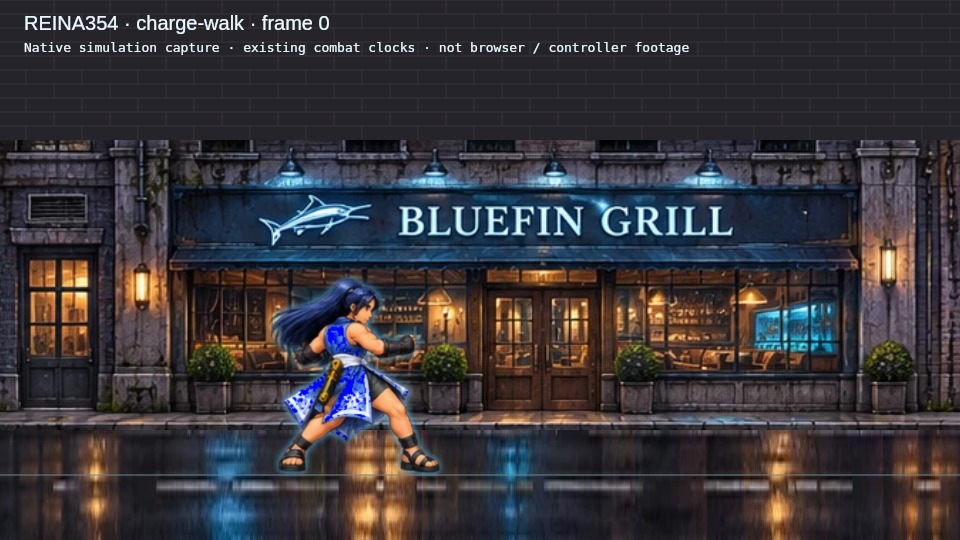 REINA354 · charge-walk · frame 0
Native simulation capture · existing combat clocks · not browser / controller footage
BLUEFIN GRILL